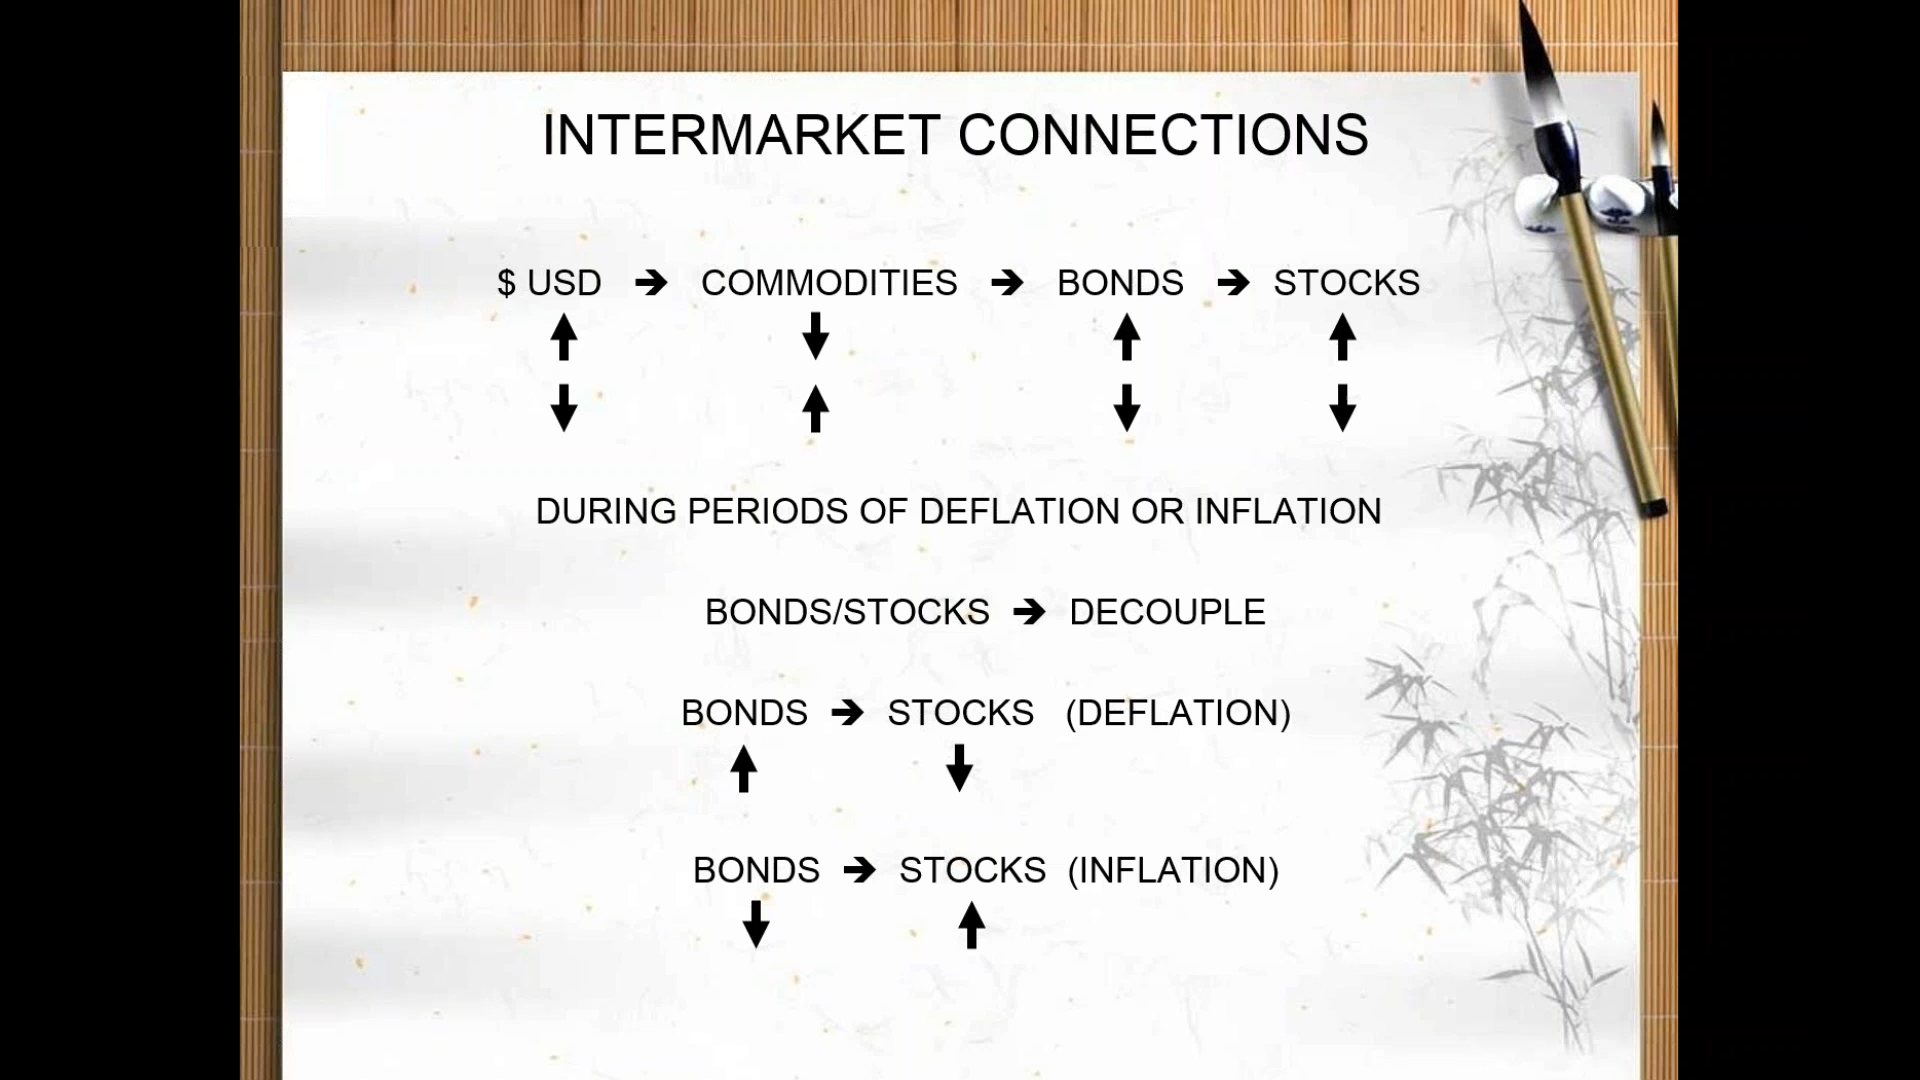 INTERMARKET CONNECTIONS
$ USD ➔ COMMODITIES ➔ BONDS ➔ STOCKS
DURING PERIODS OF DEFLATION OR INFLATION
BONDS/STOCKS ➔ DECOUPLE
BONDS ➔ STOCKS (DEFLATION)
BONDS ➔ STOCKS (INFLATION)